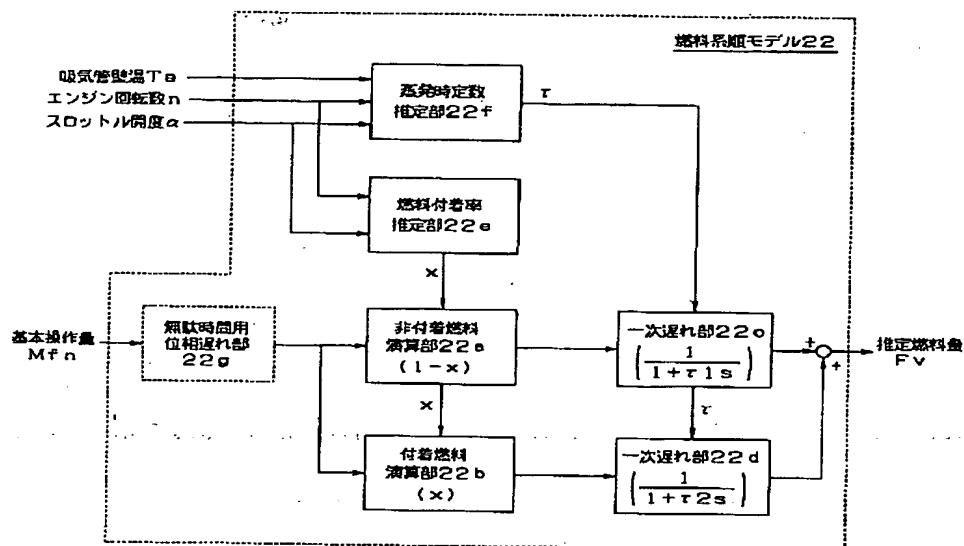 燃料系順モデル22
吸気管壁温Te
エンジン回転数n
スロットル開度α
蒸発時定数
推定部22f
τ
燃料付着率
推定部22e
x
基本操作量
Mfn
無駄時間用
位相遅れ部
22g
非付着燃料
演算部22a
(1-x)
一次遅れ部22c
(1/1+τ1s)
+
+
推定燃料量
Fv
x
τ
付着燃料
演算部22b
(x)
一次遅れ部22d
(1/1+τ2s)